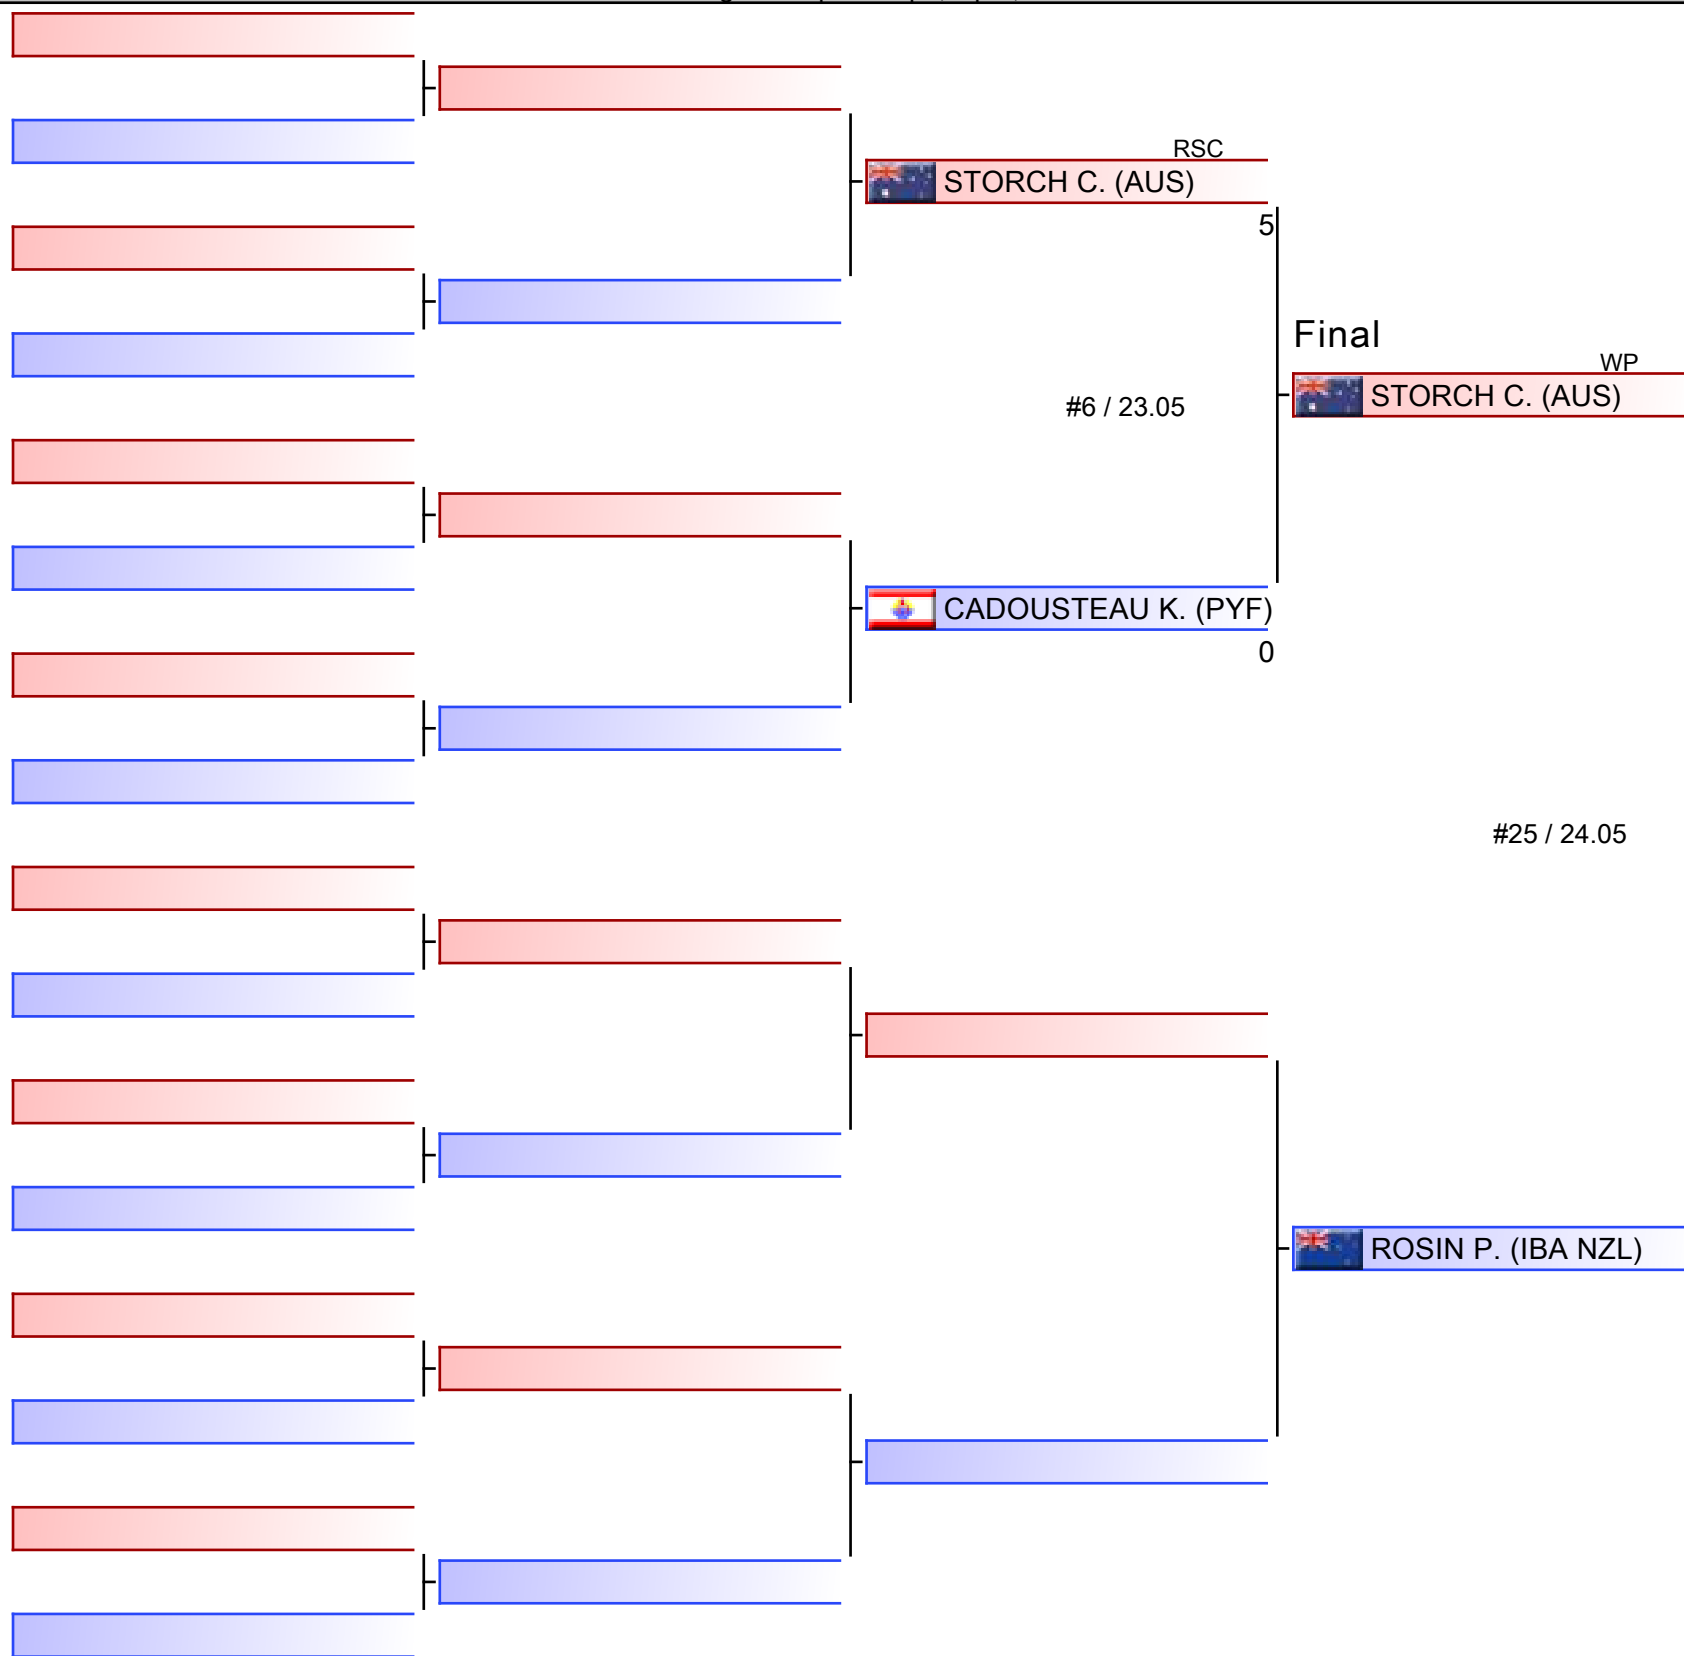 RSC
STORCH C. (AUS)
5
Final
WP
STORCH C. (AUS)
#6 / 23.05
CADOUSTEAU K. (PYF)
0
#25 / 24.05
ROSIN P. (IBA NZL)